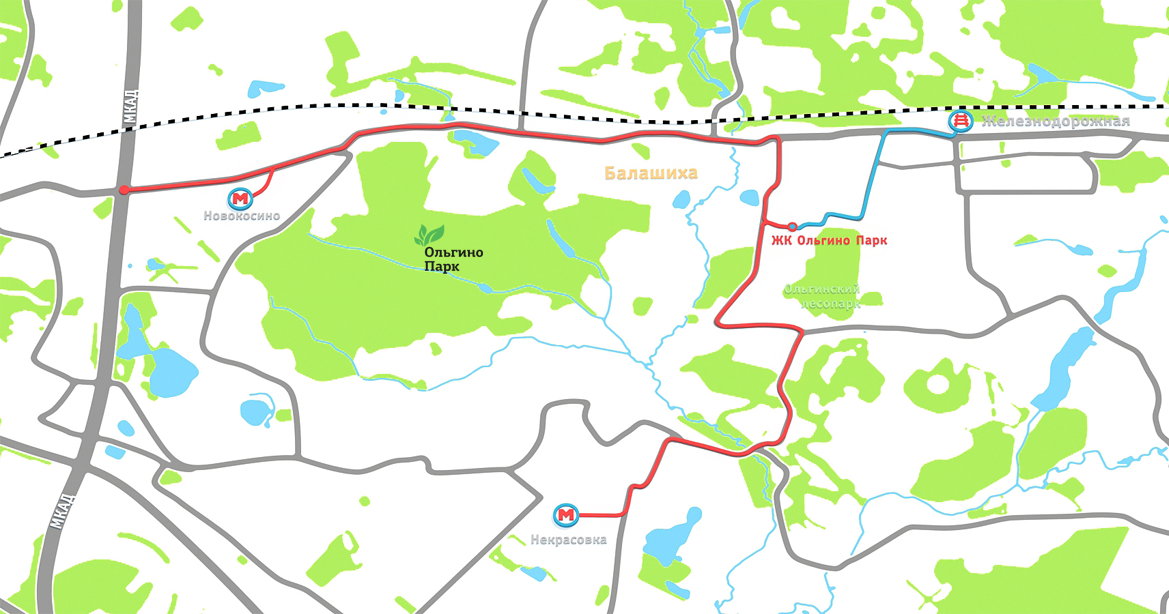 МКАД
Железнодорожная
Балашиха
Новокосино
ЖК Ольгино Парк
Ольгино
Парк
Ольгинский
лесопарк
МКАД
Некрасовка